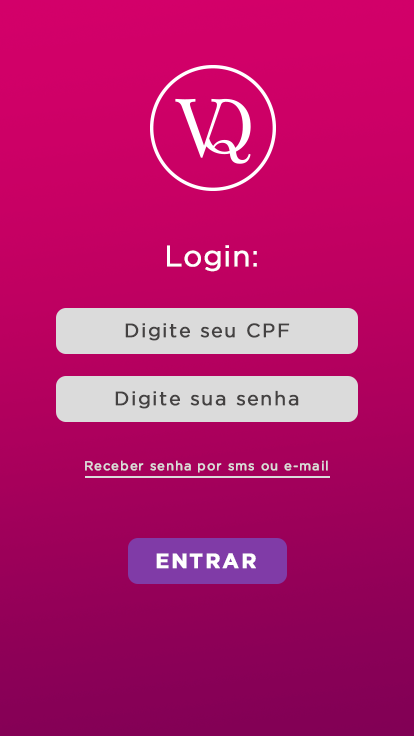 VQ
Login:
Digite seu CPF
Digite sua senha
Receber senha por sms ou e-mail
ENTRAR